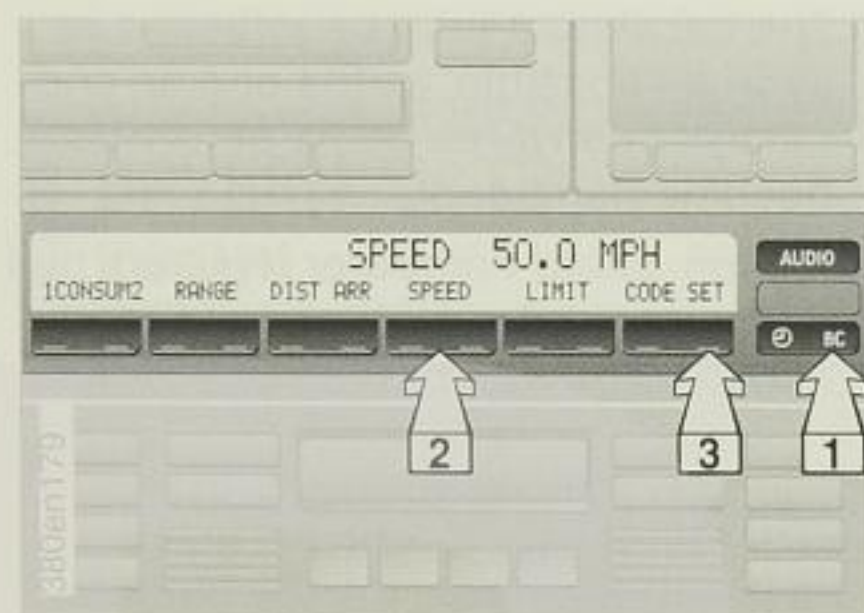 SPEED 50.0 MPH
AUDIO
1CONSUM2 RANGE DIST ARR SPEED LIMIT CODE SET
BC
2 3 1
380en179